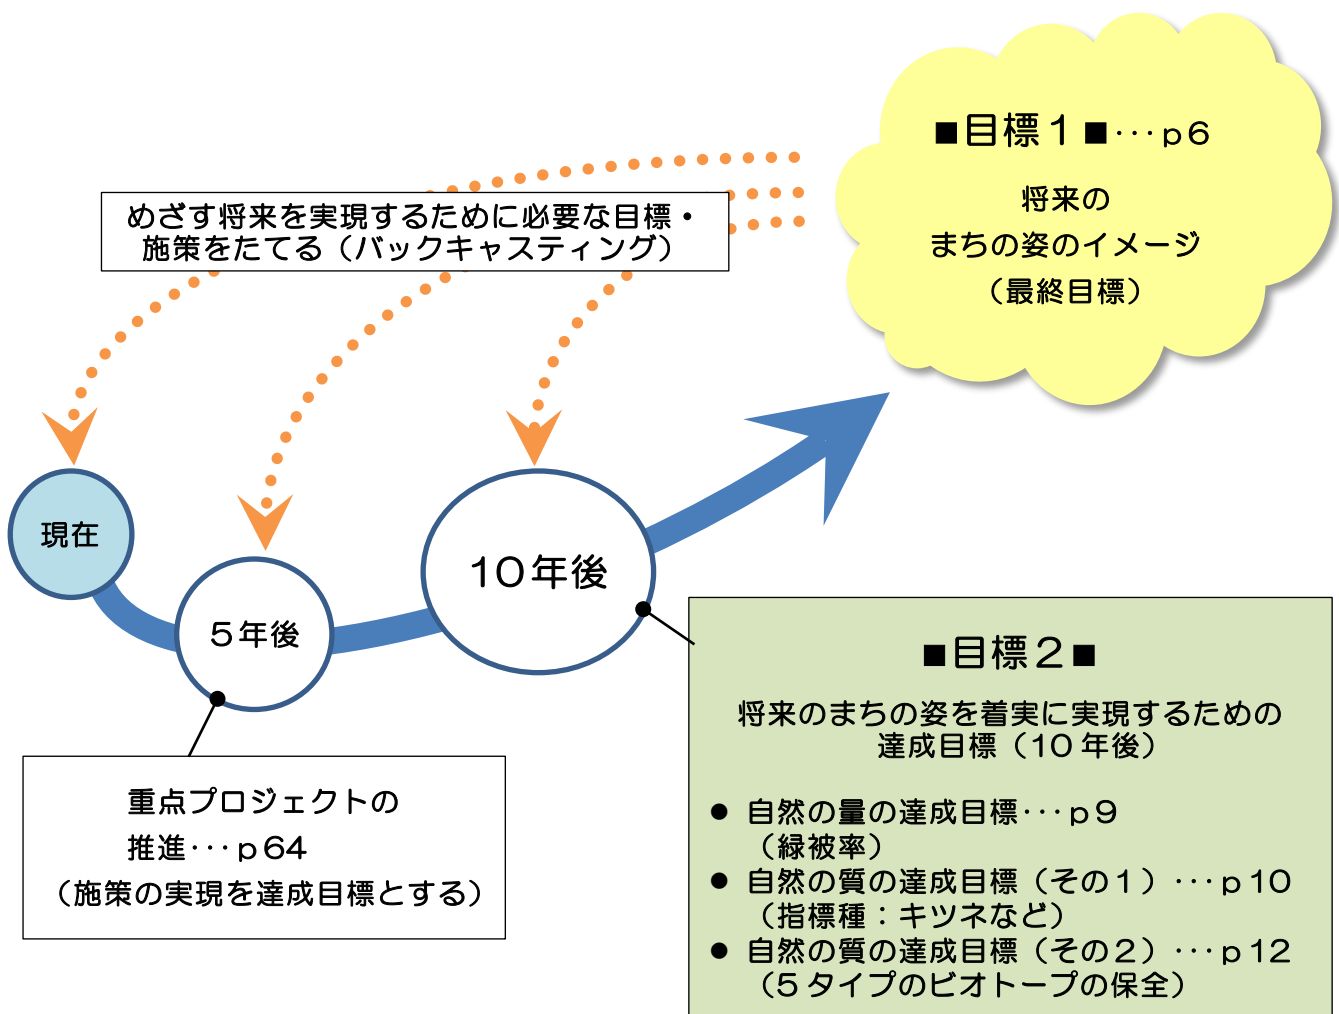 ■目標１■･･･ｐ６
将来の
まちの姿のイメージ
（最終目標）
めざす将来を実現するために必要な目標・
施策をたてる（バックキャスティング）
現在
５年後
10年後
■目標２■
将来のまちの姿を着実に実現するための
達成目標（10年後）
● 自然の量の達成目標･･･ｐ９
（緑被率）
● 自然の質の達成目標（その１）･･･ｐ10
（指標種：キツネなど）
● 自然の質の達成目標（その２）･･･ｐ12
（５タイプのビオトープの保全）
重点プロジェクトの
推進･･･ｐ64
（施策の実現を達成目標とする）